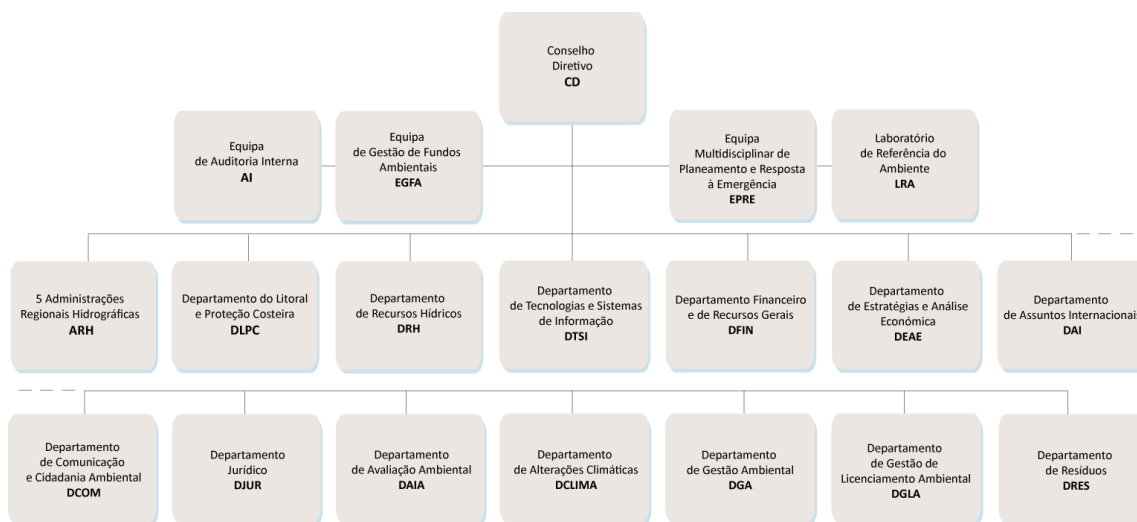 Conselho
Diretivo
CD
Equipa
de Auditoria Interna
AI
Equipa
de Gestão de Fundos
Ambientais
EGFA
Equipa
Multidisciplinar de
Planeamento e Resposta
à Emergência
EPRE
Laboratório
de Referência do
Ambiente
LRA
5 Administrações
Regionais Hidrográficas
ARH
Departamento do Litoral
e Proteção Costeira
DLPC
Departamento
de Recursos Hídricos
DRH
Departamento
de Tecnologias e Sistemas
de Informação
DTSI
Departamento Financeiro
e de Recursos Gerais
DFIN
Departamento
de Estratégias e Análise
Económica
DEAE
Departamento
de Assuntos Internacionais
DAI
Departamento
de Comunicação
e Cidadania Ambiental
DCOM
Departamento
Jurídico
DJUR
Departamento
de Avaliação Ambiental
DAIA
Departamento
de Alterações Climáticas
DCLIMA
Departamento
de Gestão Ambiental
DGA
Departamento
de Gestão de
Licenciamento Ambiental
DGLA
Departamento
de Resíduos
DRES